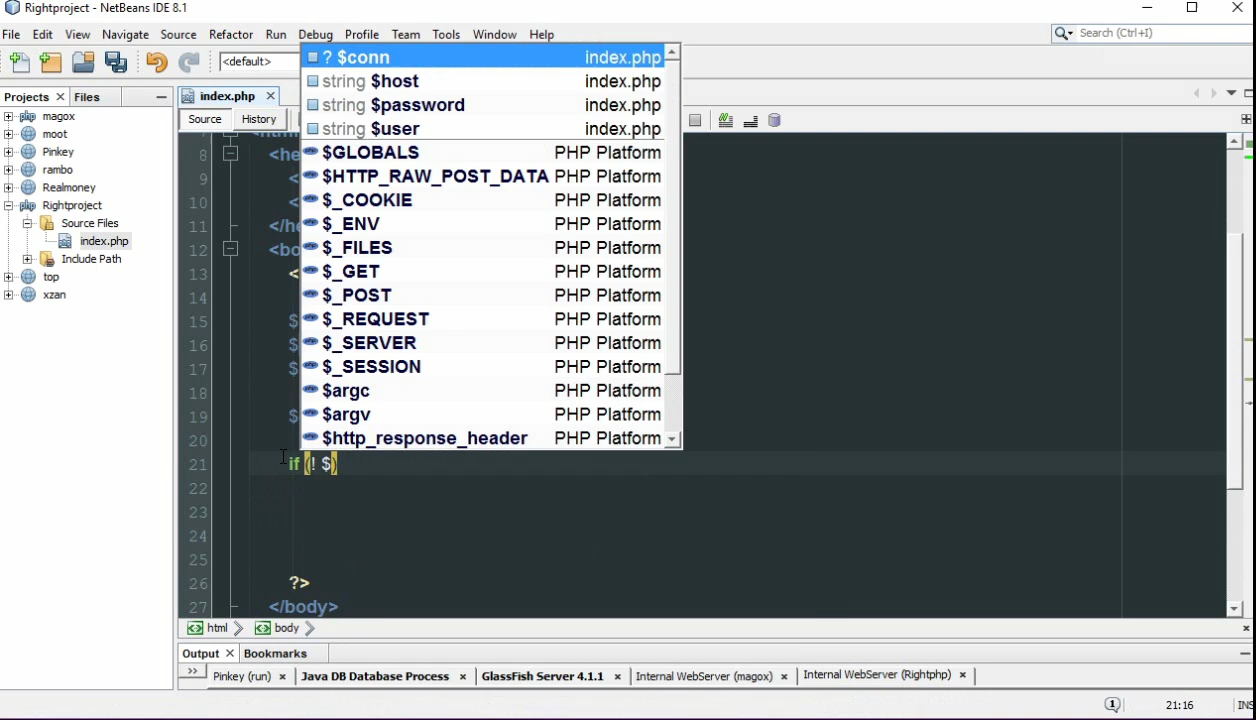 Rightproject - NetBeans IDE 8.1
File Edit View Navigate Source Refactor Run Debug Profile Team Tools Window Help
Search (Ctrl+I)
<default>
Projects Files
index.php
Source History
magox
moot
Pinkey
rambo
Realmoney
Rightproject
Source Files
index.php
Include Path
top
xzan
? $conn index.php
string $host index.php
string $password index.php
string $user index.php
$GLOBALS PHP Platform
$HTTP_RAW_POST_DATA PHP Platform
$_COOKIE PHP Platform
$_ENV PHP Platform
$_FILES PHP Platform
$_GET PHP Platform
$_POST PHP Platform
$_REQUEST PHP Platform
$_SERVER PHP Platform
$_SESSION PHP Platform
$argc PHP Platform
$argv PHP Platform
$http_response_header PHP Platform
8 <he
9 <
10 <
11 </he
12 <bo
13 <
14
15 $
16 $
17 $
18
19 $
20
21 if (! $)
22
23
24
25
26 ?>
27 </body>
html body
Output Bookmarks
>> Pinkey (run) Java DB Database Process GlassFish Server 4.1.1 Internal WebServer (magox) Internal WebServer (Rightphp)
1 21:16 INS